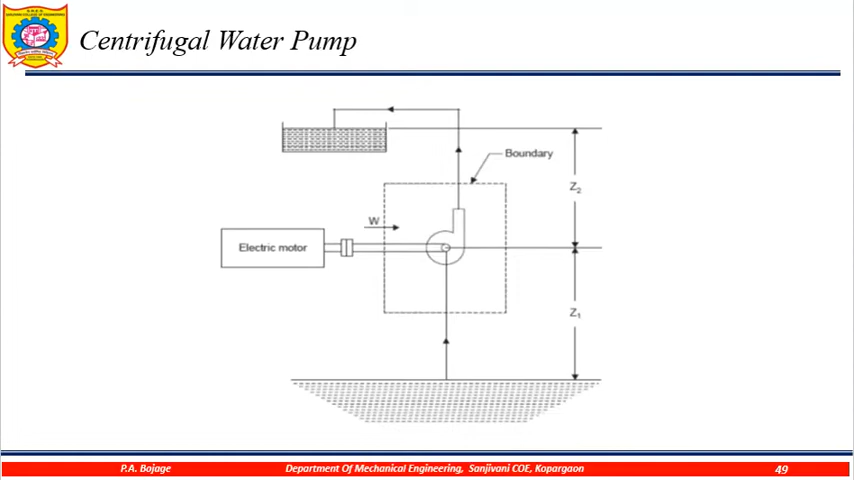 Centrifugal Water Pump
Boundary
Z2
W
Electric motor
Z1
P.A. Bojage
Department Of Mechanical Engineering, Sanjivani COE, Kopargaon
49